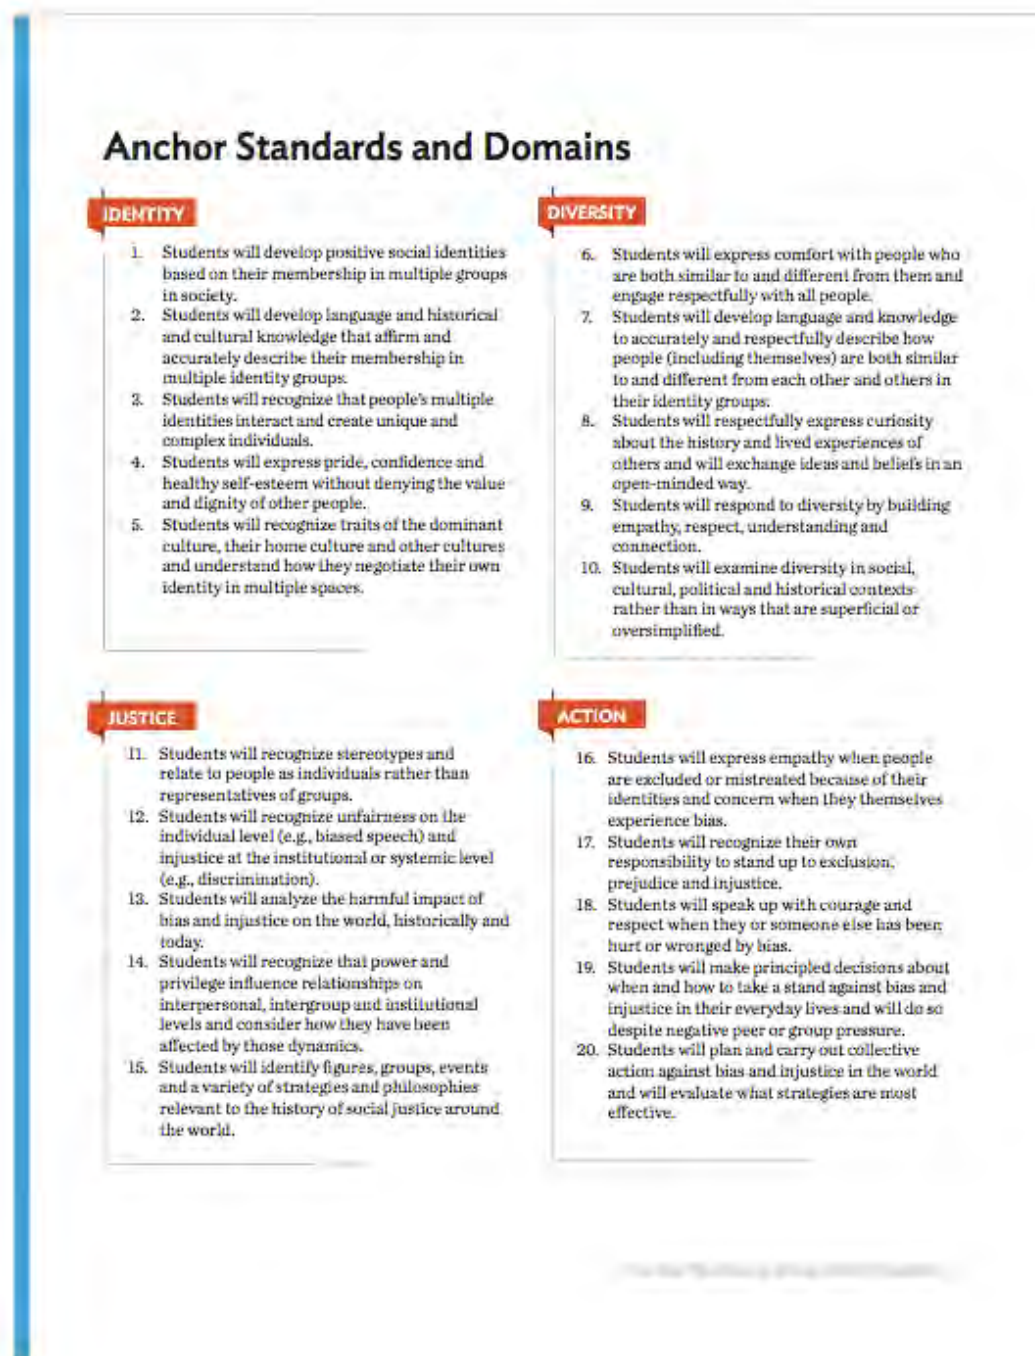 Anchor Standards and Domains
IDENTITY
1. Students will develop positive social identities
based on their membership in multiple groups
in society.
2. Students will develop language and historical
and cultural knowledge that affirm and
accurately describe their membership in
multiple identity groups.
3. Students will recognize that people's multiple
identities interact and create unique and
complex individuals.
4. Students will express pride, confidence and
healthy self-esteem without denying the value
and dignity of other people.
5. Students will recognize traits of the dominant
culture, their home culture and other cultures
and understand how they negotiate their own
identity in multiple spaces.
DIVERSITY
6. Students will express comfort with people who
are both similar to and different from them and
engage respectfully with all people.
7. Students will develop language and knowledge
to accurately and respectfully describe how
people (including themselves) are both similar
to and different from each other and others in
their identity groups.
8. Students will respectfully express curiosity
about the history and lived experiences of
others and will exchange ideas and beliefs in an
open-minded way.
9. Students will respond to diversity by building
empathy, respect, understanding and
connection.
10. Students will examine diversity in social,
cultural, political and historical contexts
rather than in ways that are superficial or
oversimplified.
JUSTICE
11. Students will recognize stereotypes and
relate to people as individuals rather than
representatives of groups.
12. Students will recognize unfairness on the
individual level (e.g., biased speech) and
injustice at the institutional or systemic level
(e.g., discrimination).
13. Students will analyze the harmful impact of
bias and injustice on the world, historically and
today.
14. Students will recognize that power and
privilege influence relationships on
interpersonal, intergroup and institutional
levels and consider how they have been
affected by those dynamics.
15. Students will identify figures, groups, events
and a variety of strategies and philosophies
relevant to the history of social justice around
the world.
ACTION
16. Students will express empathy when people
are excluded or mistreated because of their
identities and concern when they themselves
experience bias.
17. Students will recognize their own
responsibility to stand up to exclusion,
prejudice and injustice.
18. Students will speak up with courage and
respect when they or someone else has been
hurt or wronged by bias.
19. Students will make principled decisions about
when and how to take a stand against bias and
injustice in their everyday lives and will do so
despite negative peer or group pressure.
20. Students will plan and carry out collective
action against bias and injustice in the world
and will evaluate what strategies are most
effective.